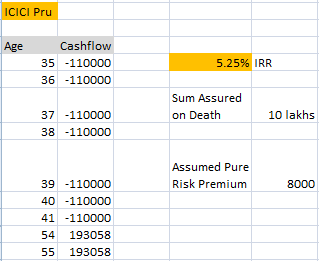 ICICI Pru
Age Cashflow
35 -110000 5.25% IRR
36 -110000
Sum Assured
37 -110000 on Death 10 lakhs
38 -110000
Assumed Pure
39 -110000 Risk Premium 8000
40 -110000
41 -110000
54 193058
55 193058